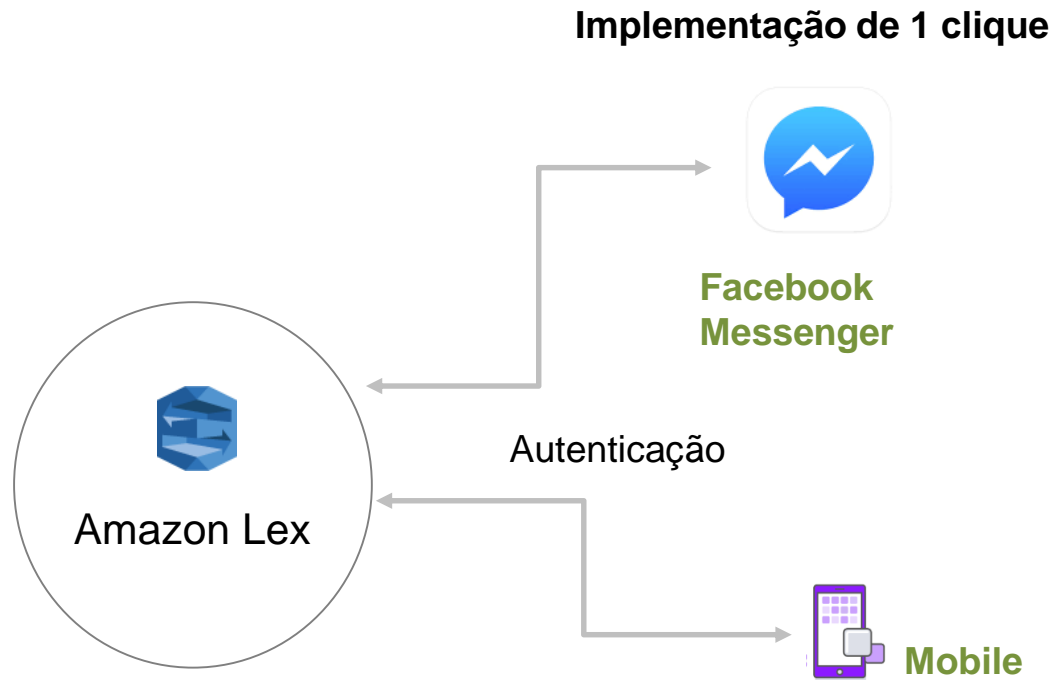 Implementação de 1 clique
Facebook
Messenger
Autenticação
Amazon Lex
Mobile